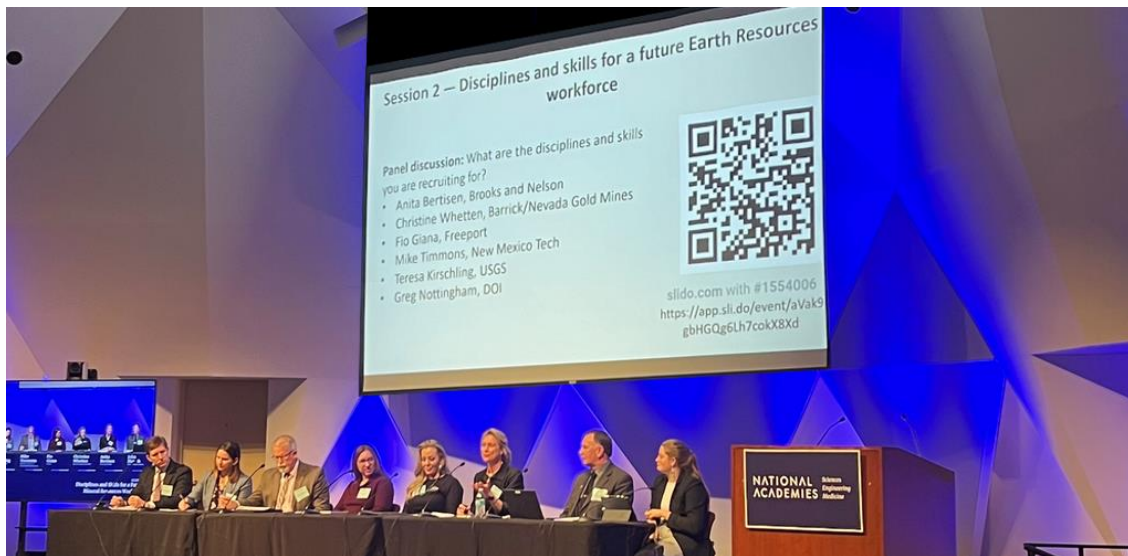 Session 2 — Disciplines and skills for a future Earth Resources
workforce
Panel discussion: What are the disciplines and skills
you are recruiting for?
• Anita Bertisen, Brooks and Nelson
• Christine Whetten, Barrick/Nevada Gold Mines
• Fio Giana, Freeport
• Mike Timmons, New Mexico Tech
• Teresa Kirschling, USGS
• Greg Nottingham, DOI
slido.com with #1554006
https://app.sli.do/event/aVak9
gbHGQg6Lh7cokX8Xd
NATIONAL
ACADEMIES
Sciences
Engineering
Medicine